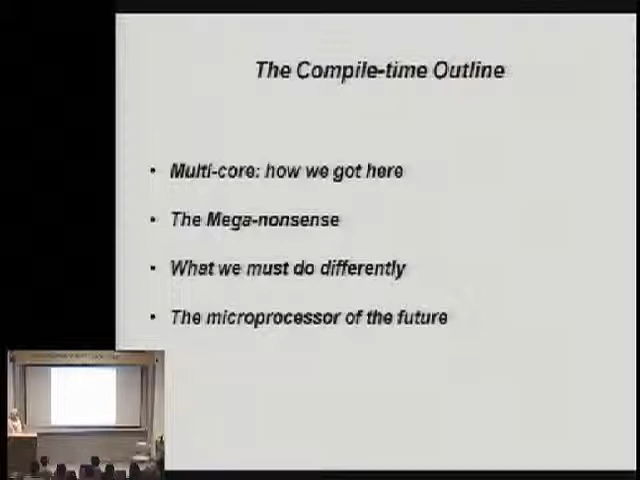 The Compile-time Outline
• Multi-core: how we got here
• The Mega-nonsense
• What we must do differently
• The microprocessor of the future